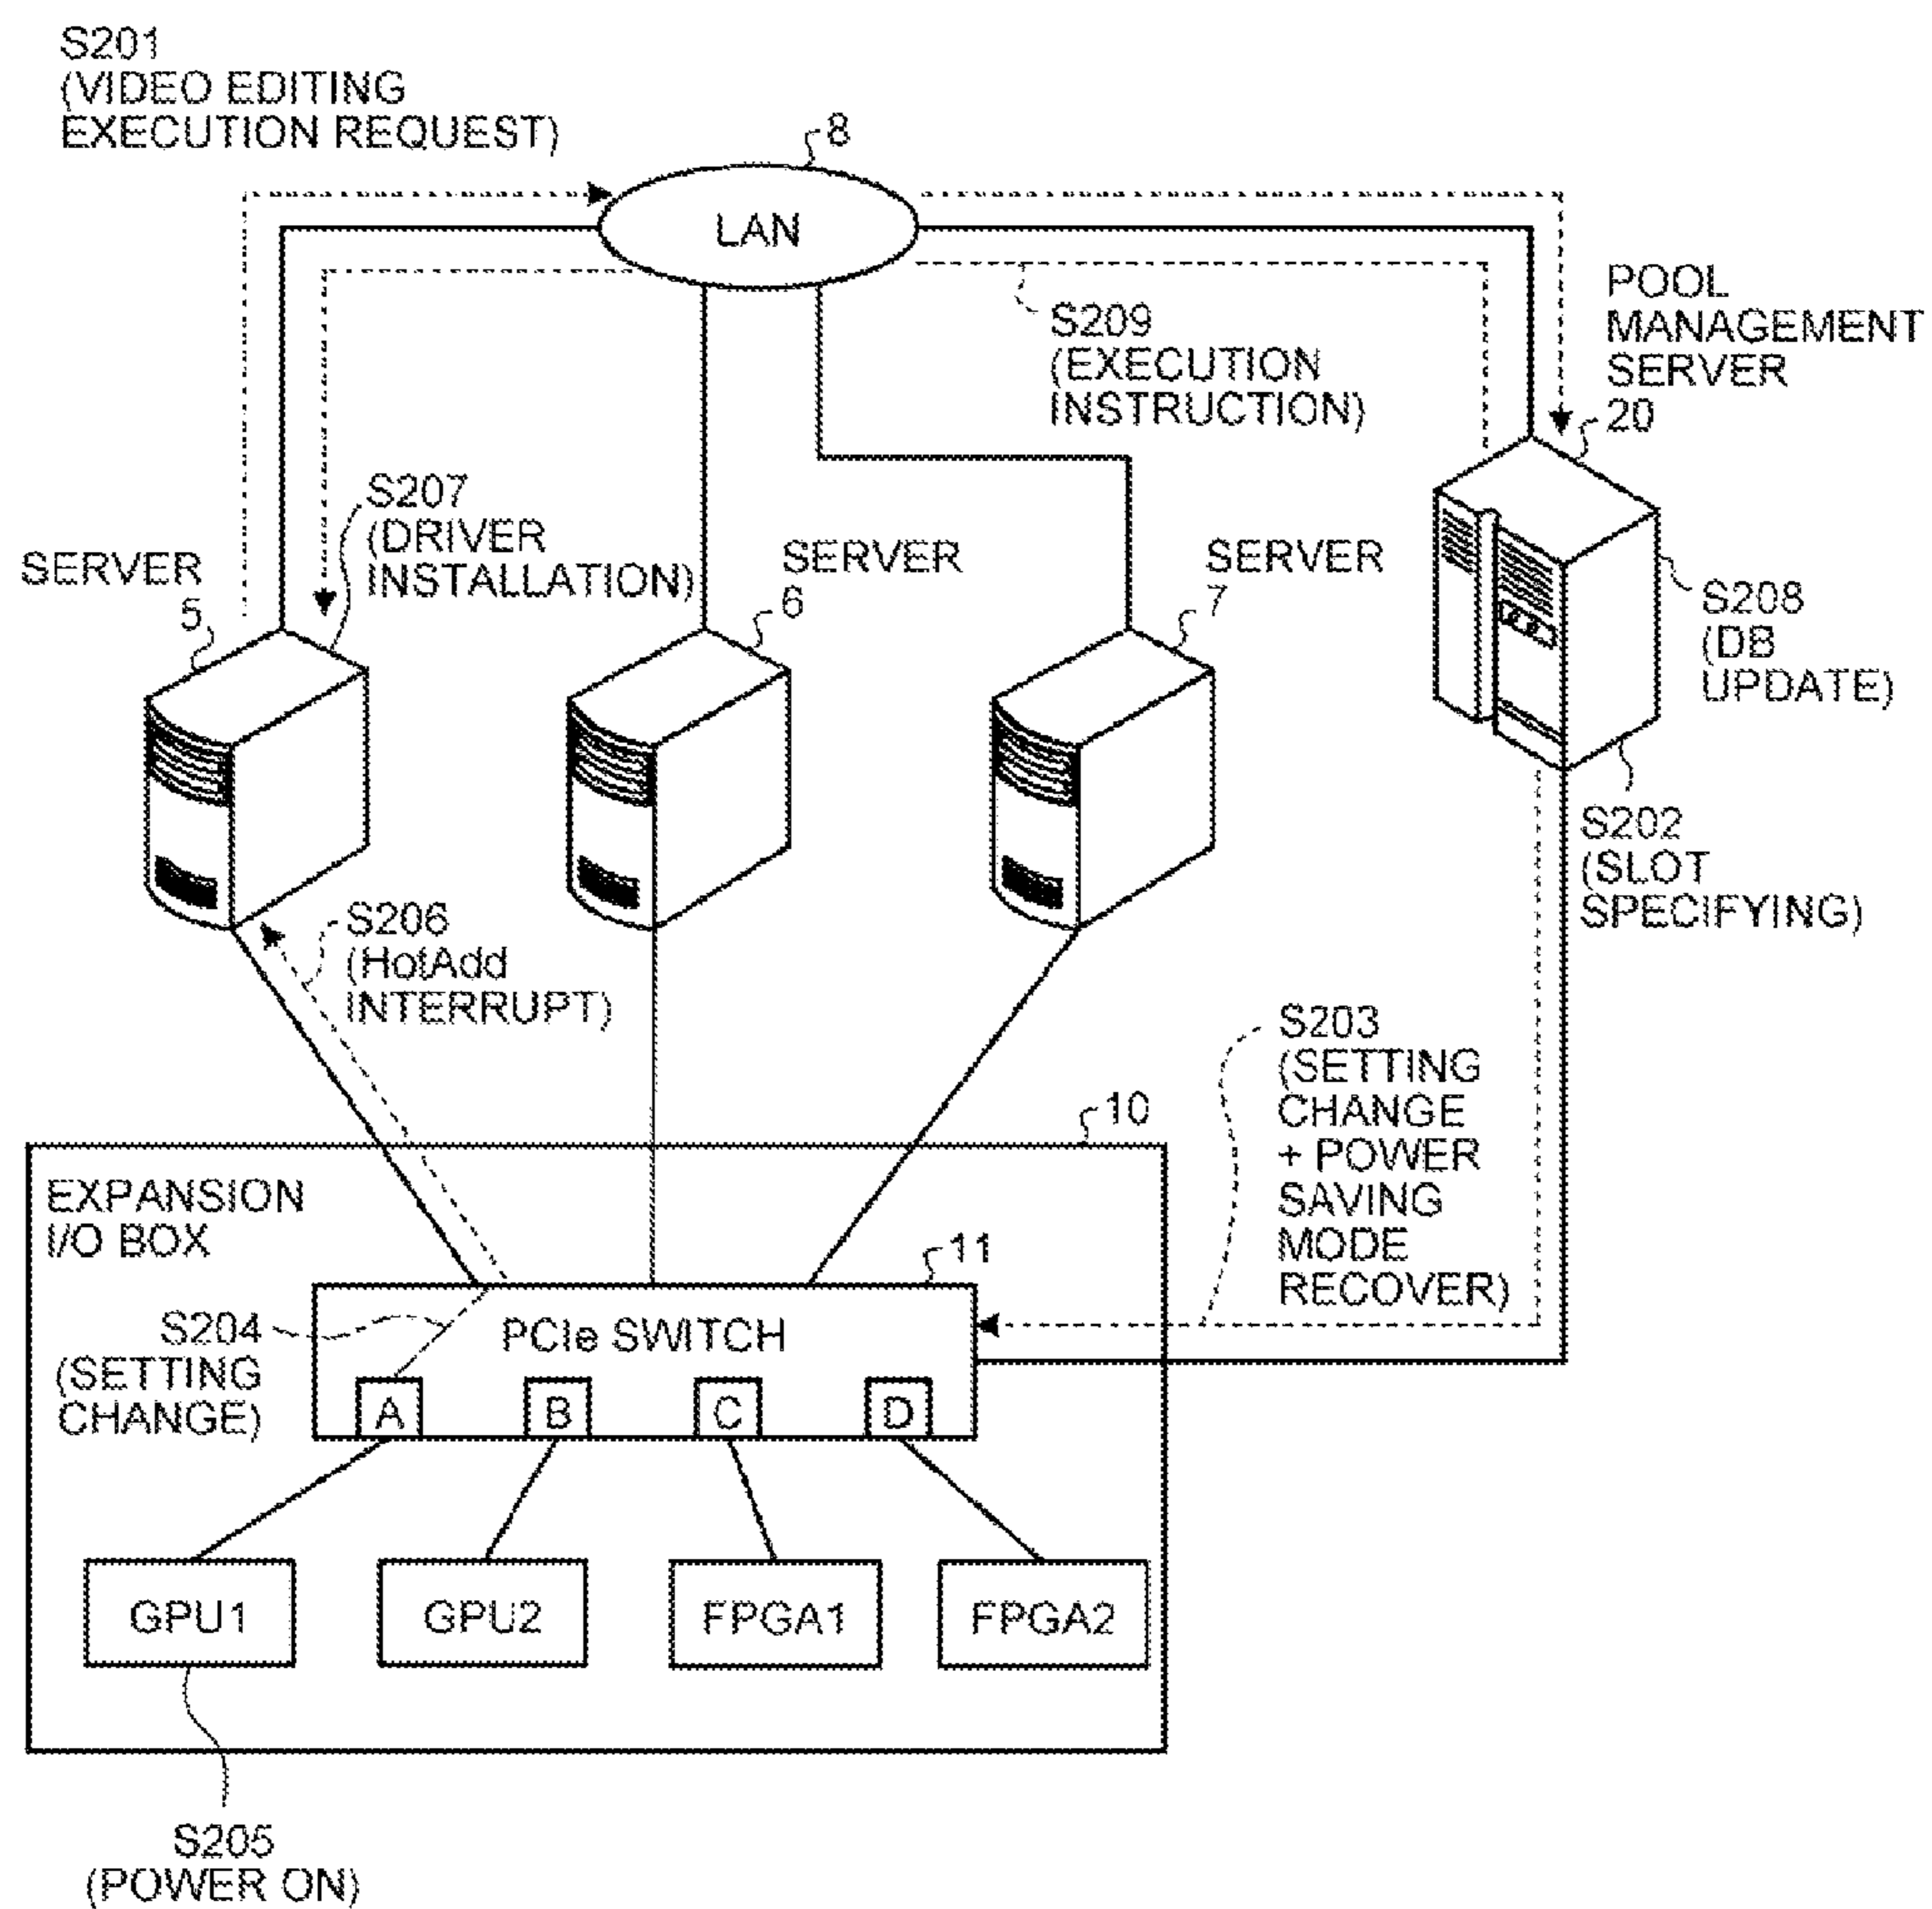 S201
(VIDEO EDITING
EXECUTION REQUEST)
8
LAN
S209
(EXECUTION
INSTRUCTION)
POOL
MANAGEMENT
SERVER
20
S207
(DRIVER
INSTALLATION)
SERVER
5
SERVER
6
SERVER
7
S208
(DB
UPDATE)
S202
(SLOT
SPECIFYING)
S206
(HotAdd
INTERRUPT)
S203
(SETTING
CHANGE
+ POWER
SAVING
MODE
RECOVER)
10
EXPANSION
I/O BOX
11
S204
(SETTING
CHANGE)
PCIe SWITCH
A B C D
GPU1 GPU2 FPGA1 FPGA2
S205
(POWER ON)